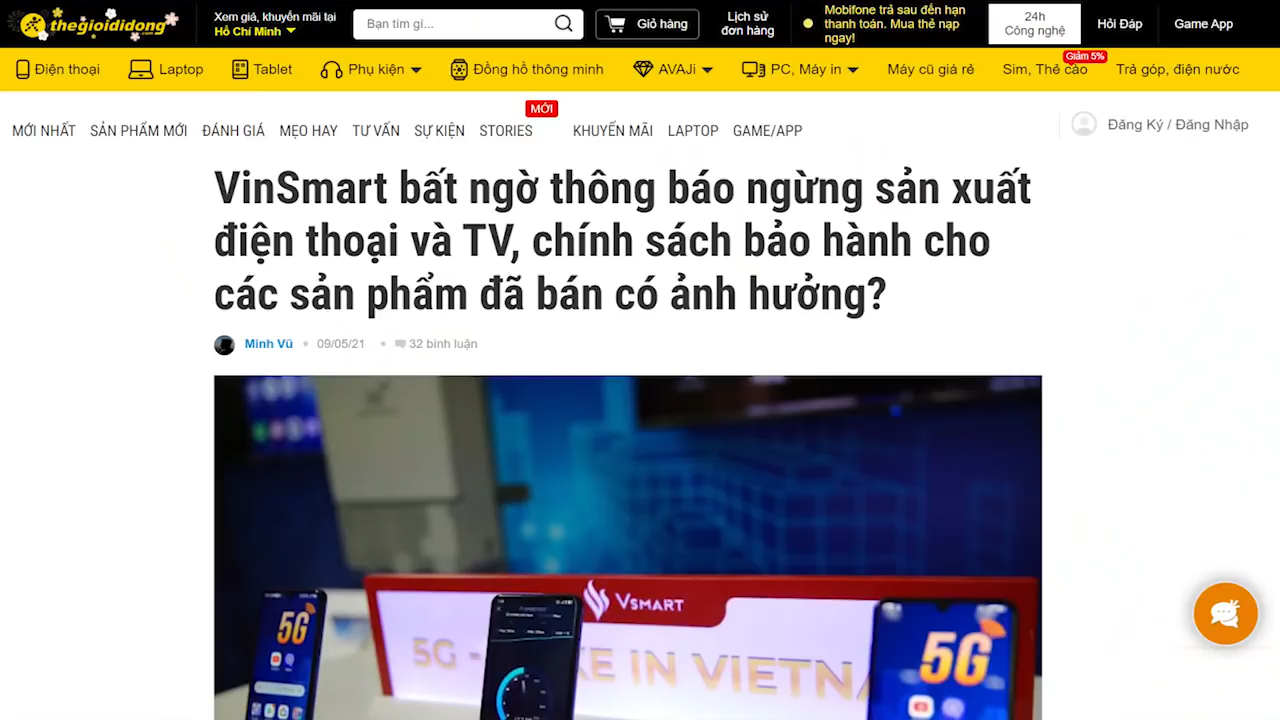 thegioididong
.com
Xem giá, khuyến mãi tại
Hồ Chí Minh
Bạn tìm gì...
Giỏ hàng
Lịch sử
đơn hàng
Mobifone trả sau đến hạn
thanh toán. Mua thẻ nạp
ngay!
24h
Công nghệ
Hỏi Đáp
Game App
Điện thoại
Laptop
Tablet
Phụ kiện
Đồng hồ thông minh
AVAJi
PC, Máy in
Máy cũ giá rẻ
Sim, Thẻ cào
Giảm 5%
Trả góp, điện nước
MỚI NHẤT
SẢN PHẨM MỚI
ĐÁNH GIÁ
MẸO HAY
TƯ VẤN
SỰ KIỆN
STORIES
MỚI
KHUYẾN MÃI
LAPTOP
GAME/APP
Đăng Ký / Đăng Nhập
VinSmart bất ngờ thông báo ngừng sản xuất
điện thoại và TV, chính sách bảo hành cho
các sản phẩm đã bán có ảnh hưởng?
Minh Vũ
09/05/21
32 bình luận
VSMART
5G
5G -
IN VIETNA
5G